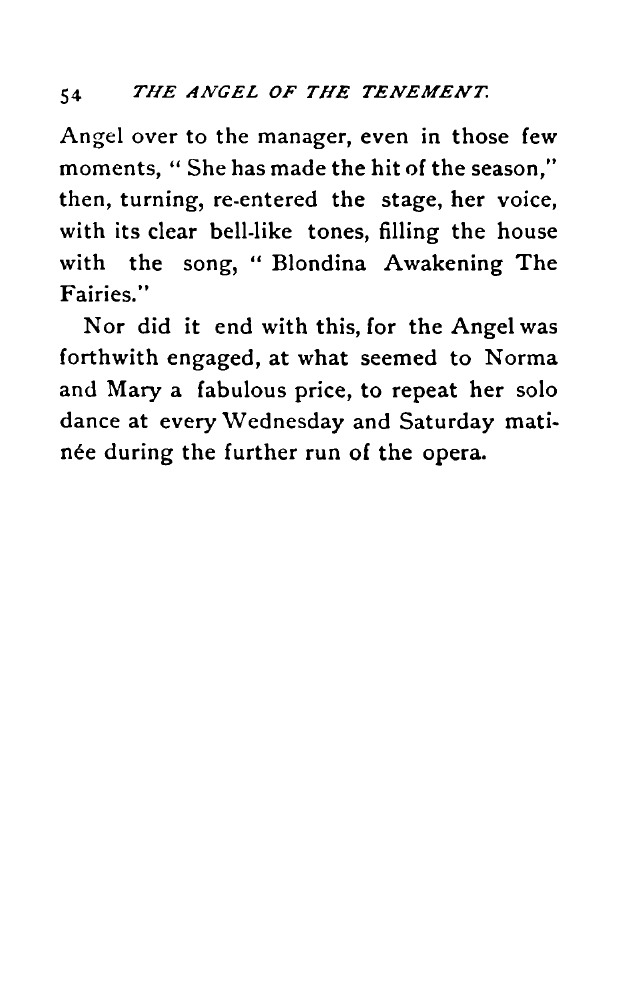 54 THE ANGEL OF THE TENEMENT.
Angel over to the manager, even in those few
moments, “ She has made the hit of the season,”
then, turning, re-entered the stage, her voice,
with its clear bell-like tones, filling the house
with the song, “ Blondina Awakening The
Fairies.”
Nor did it end with this, for the Angel was
forthwith engaged, at what seemed to Norma
and Mary a fabulous price, to repeat her solo
dance at every Wednesday and Saturday mati-
née during the further run of the opera.